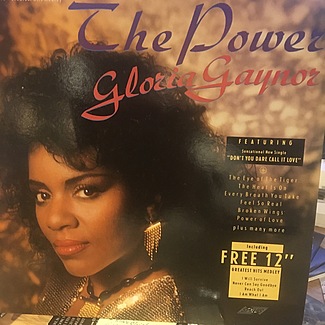 The Power
Gloria Gaynor
FEATURING
Sensational New Single
"DON'T YOU DARE CALL IT LOVE"
The Eye of The Tiger
The Heat Is On
Every Breath You Take
Feel So Real
Broken Wings
Power of Love
plus many more
Including
FREE 12"
GREATEST HITS MEDLEY
I Will Survive
Never Can Say Goodbye
Reach Out
I Am What I Am